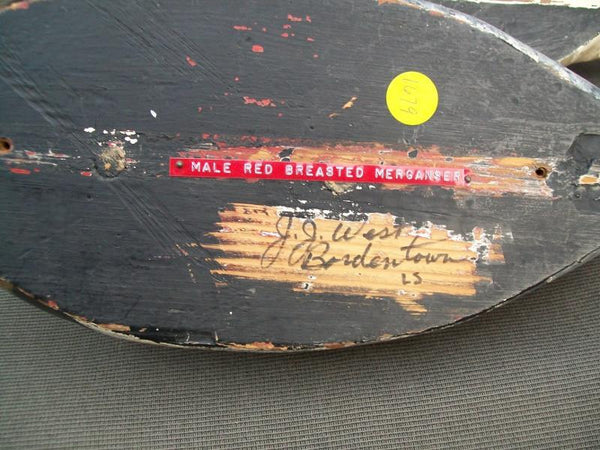 1679
MALE RED BREASTED MERGANSER
J. J. West
Bordentown
LS